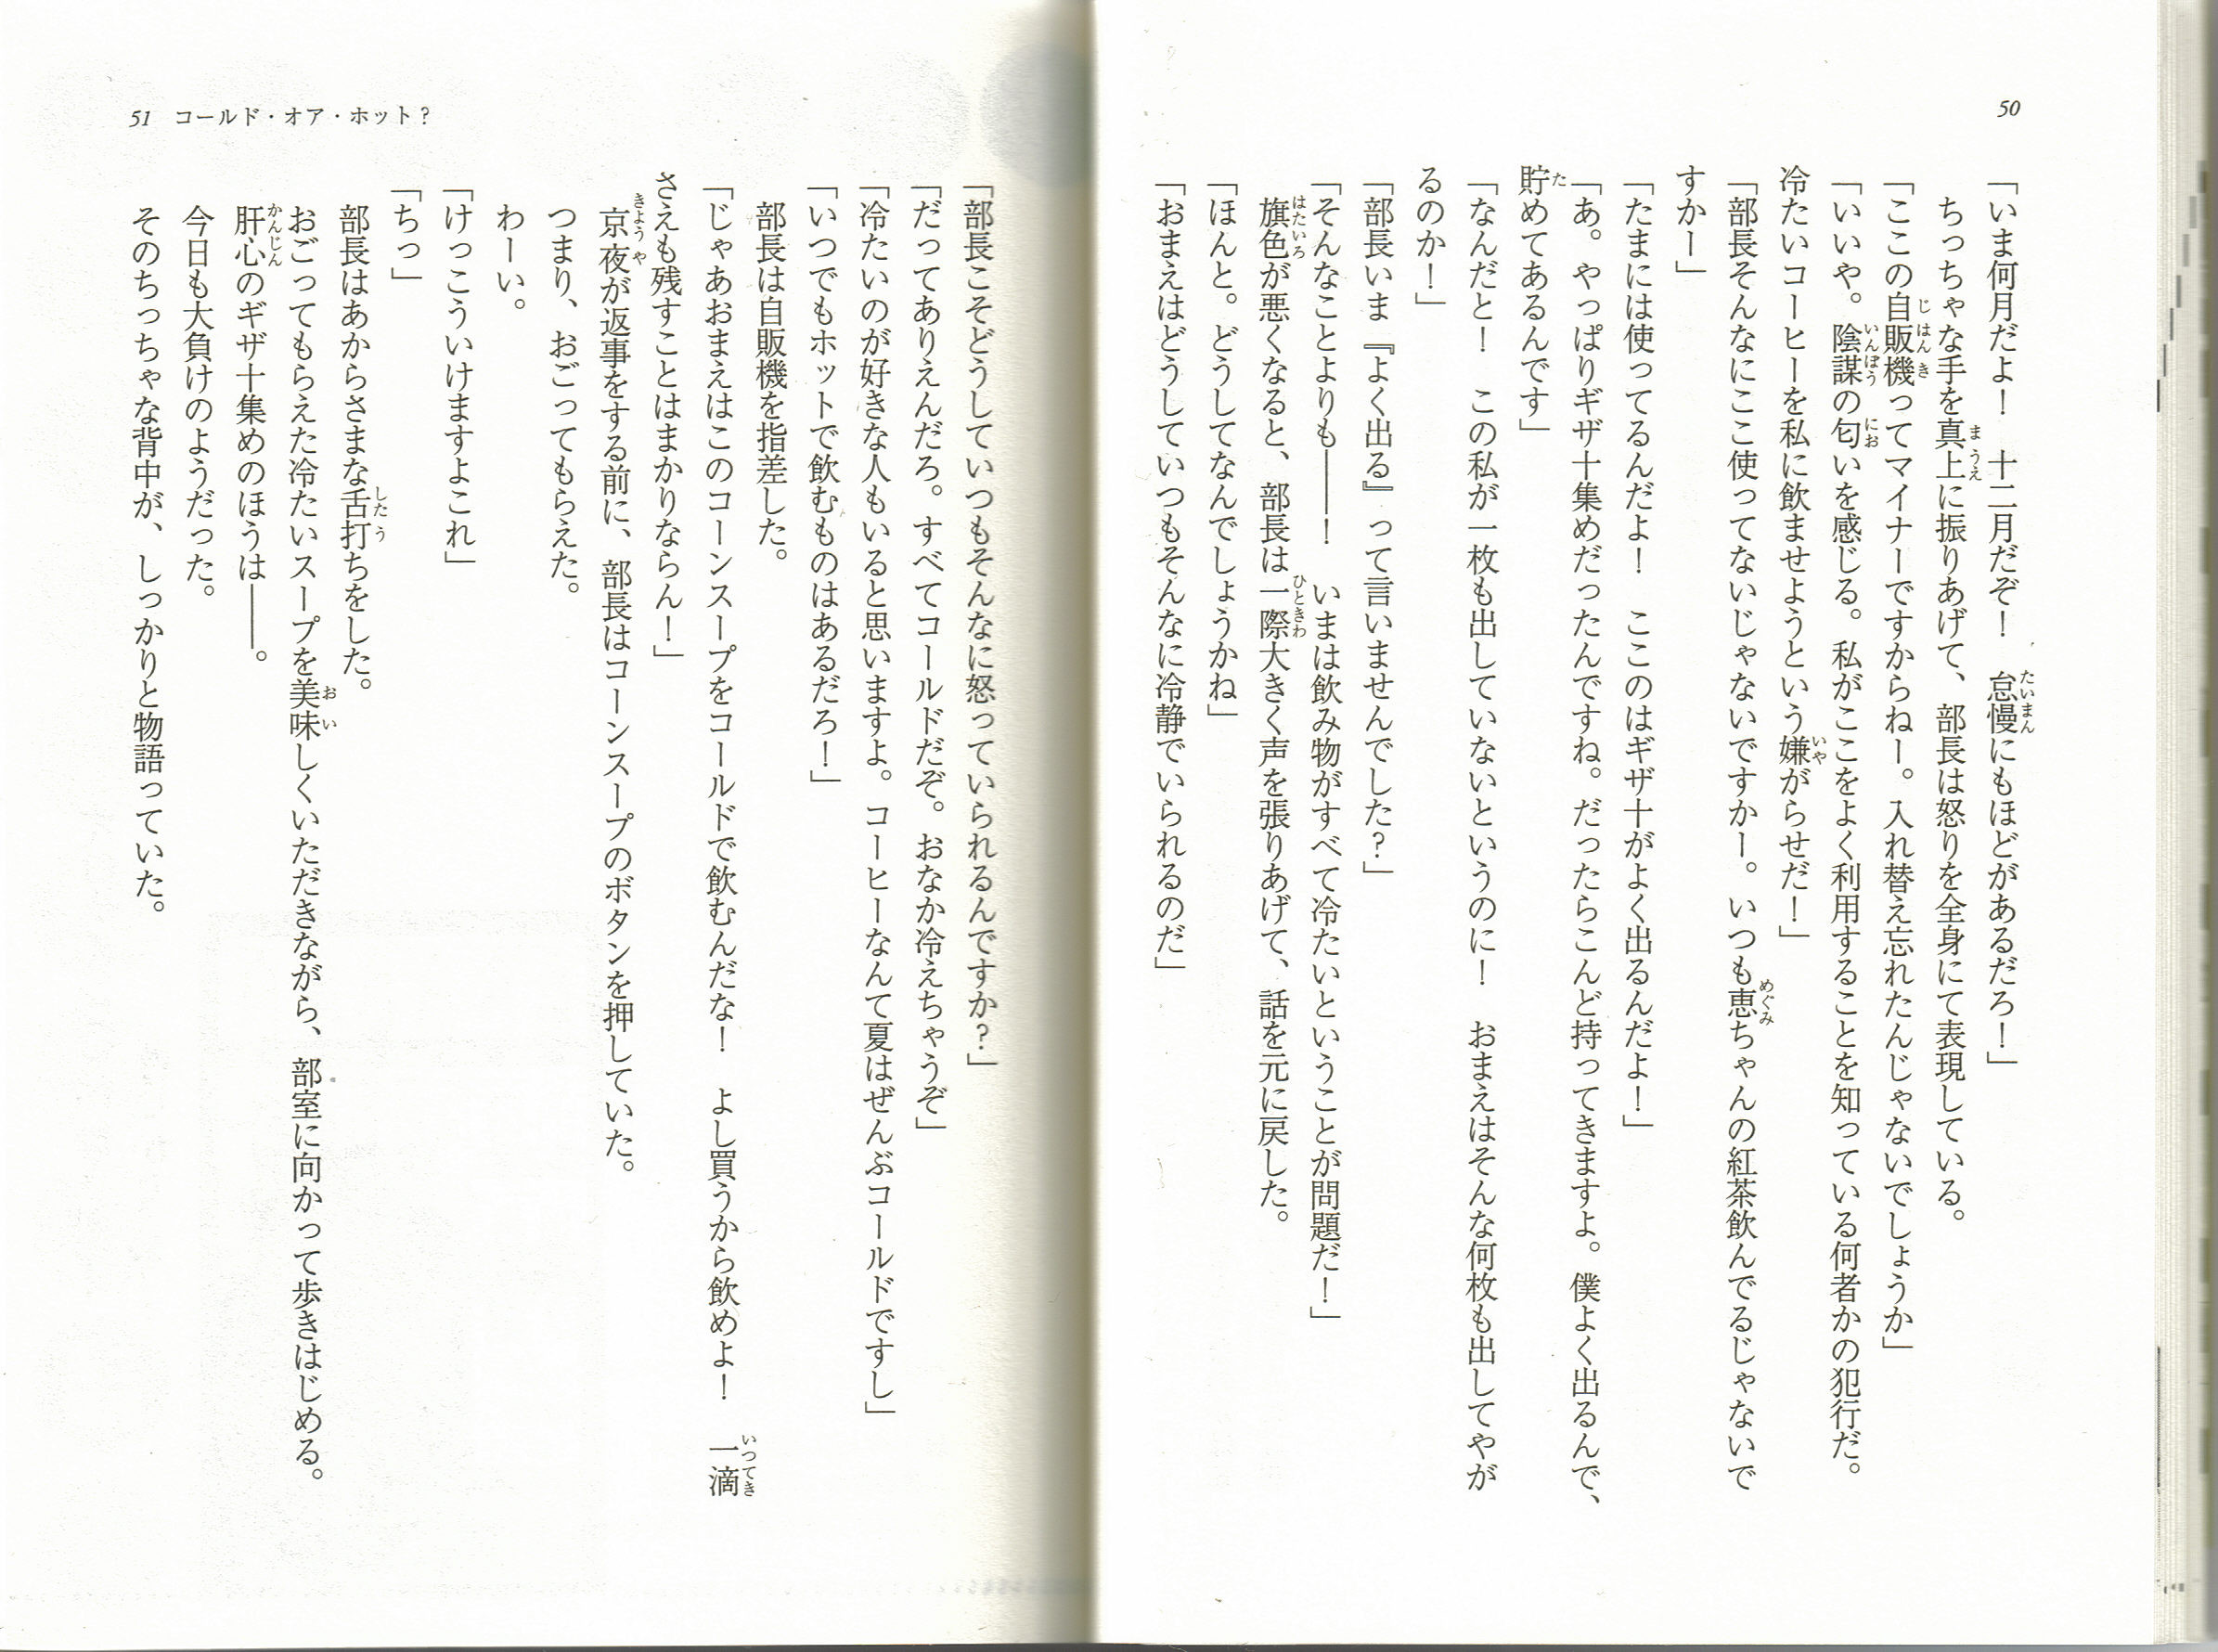 50
「いま何月だよ！　十二月だぞ！　怠慢にもほどがあるだろ！」
　ちっちゃな手を真上に振りあげて、部長は怒りを全身にて表現している。
「ここの自販機ってマイナーですからねー。入れ替え忘れたんじゃないでしょうか」
「いいや。陰謀の匂いを感じる。私がここをよく利用することを知っている何者かの犯行だ。
冷たいコーヒーを私に飲ませようという嫌がらせだ！」
「部長そんなにここ使ってないじゃないですかー。いつも恵ちゃんの紅茶飲んでるじゃないで
すかー」
「たまには使ってるんだよ！　ここのはギザ十がよく出るんだよ！」
「あ。やっぱりギザ十集めだったんですね。だったらこんど持ってきますよ。僕よく出るんで、
貯めてあるんです」
「なんだと！　この私が一枚も出していないというのに！　おまえはそんな何枚も出してやが
るのか！」
「部長いま『よく出る』って言いませんでした？」
「そんなことよりも――！　いまは飲み物がすべて冷たいということが問題だ！」
　旗色が悪くなると、部長は一際大きく声を張りあげて、話を元に戻した。
「ほんと。どうしてなんでしょうかね」
「おまえはどうしていつもそんなに冷静でいられるのだ」
51　コールド・オア・ホット？
「部長こそどうしていつもそんなに怒っていられるんですか？」
「だってありえんだろ。すべてコールドだぞ。おなか冷えちゃうぞ」
「冷たいのが好きな人もいると思いますよ。コーヒーなんて夏はぜんぶコールドですし」
「いつでもホットで飲むものはあるだろ！」
　部長は自販機を指差した。
「じゃあおまえはこのコーンスープをコールドで飲むんだな！　よし買うから飲めよ！　一滴
さえも残すことはまかりならん！」
　京夜が返事をする前に、部長はコーンスープのボタンを押していた。
　つまり、おごってもらえた。
　わーい。
「けっこういけますよこれ」
「ちっ」
　部長はあからさまな舌打ちをした。
　おごってもらえた冷たいスープを美味しくいただきながら、部室に向かって歩きはじめる。
　肝心のギザ十集めのほうは――。
　今日も大負けのようだった。
　そのちっちゃな背中が、しっかりと物語っていた。